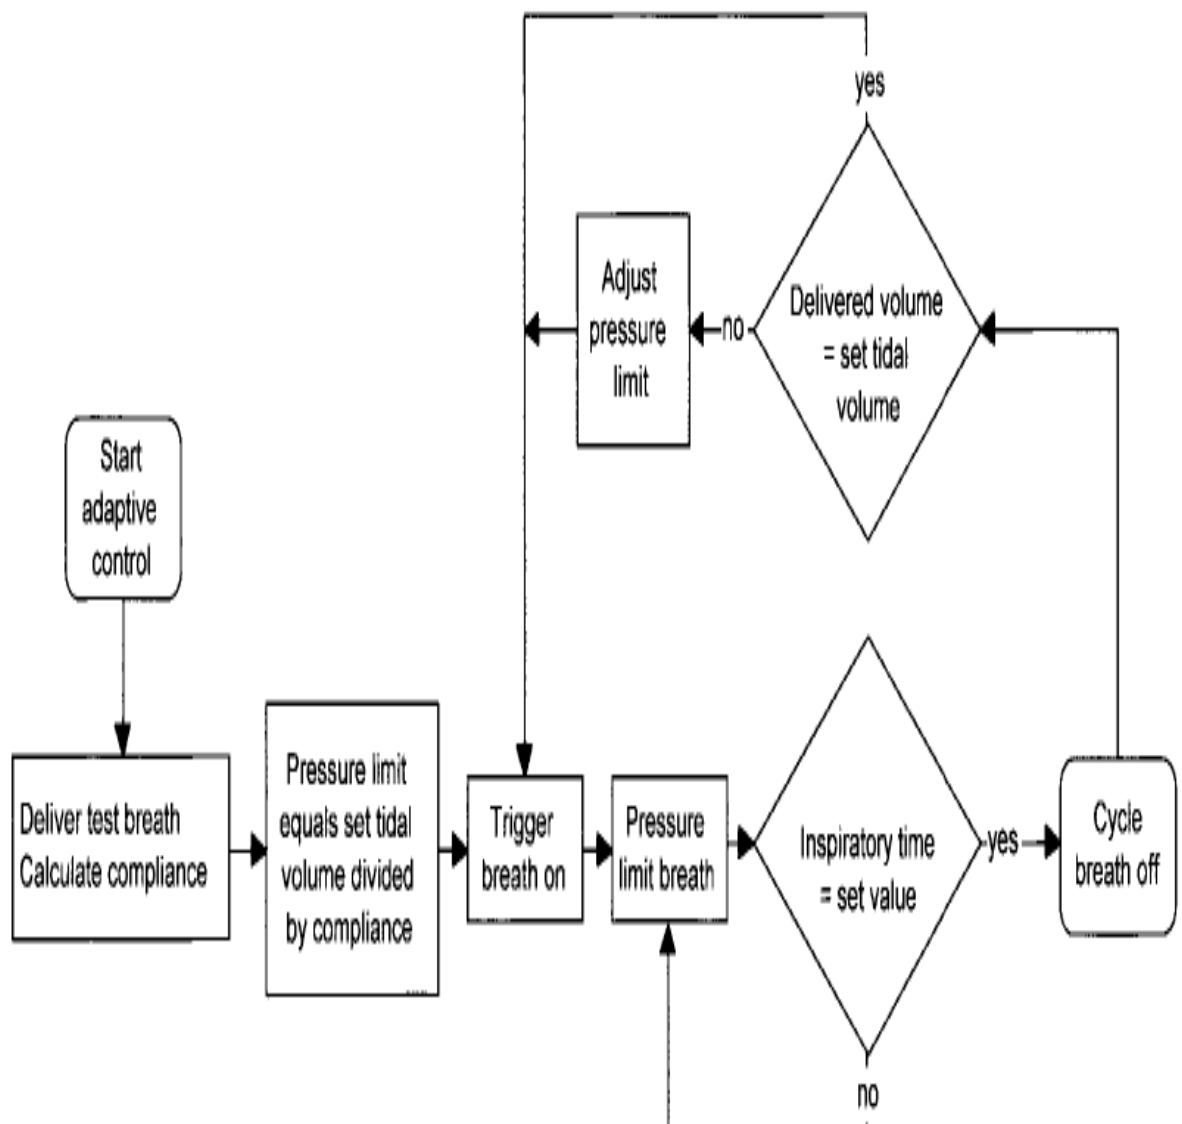 yes
Adjust
pressure
limit
no
Delivered volume
= set tidal
volume
Start
adaptive
control
Deliver test breath
Calculate compliance
Pressure limit
equals set tidal
volume divided
by compliance
Trigger
breath on
Pressure
limit breath
Inspiratory time
= set value
yes
Cycle
breath off
no